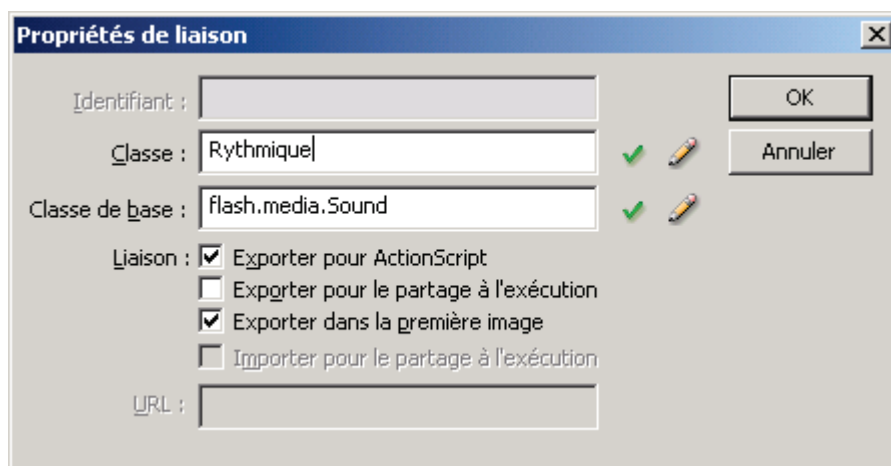 Propriétés de liaison
Identifiant :
OK
Classe : Rythmique
Annuler
Classe de base : flash.media.Sound
Liaison : Exporter pour ActionScript
Exporter pour le partage à l'exécution
Exporter dans la première image
Importer pour le partage à l'exécution
URL :